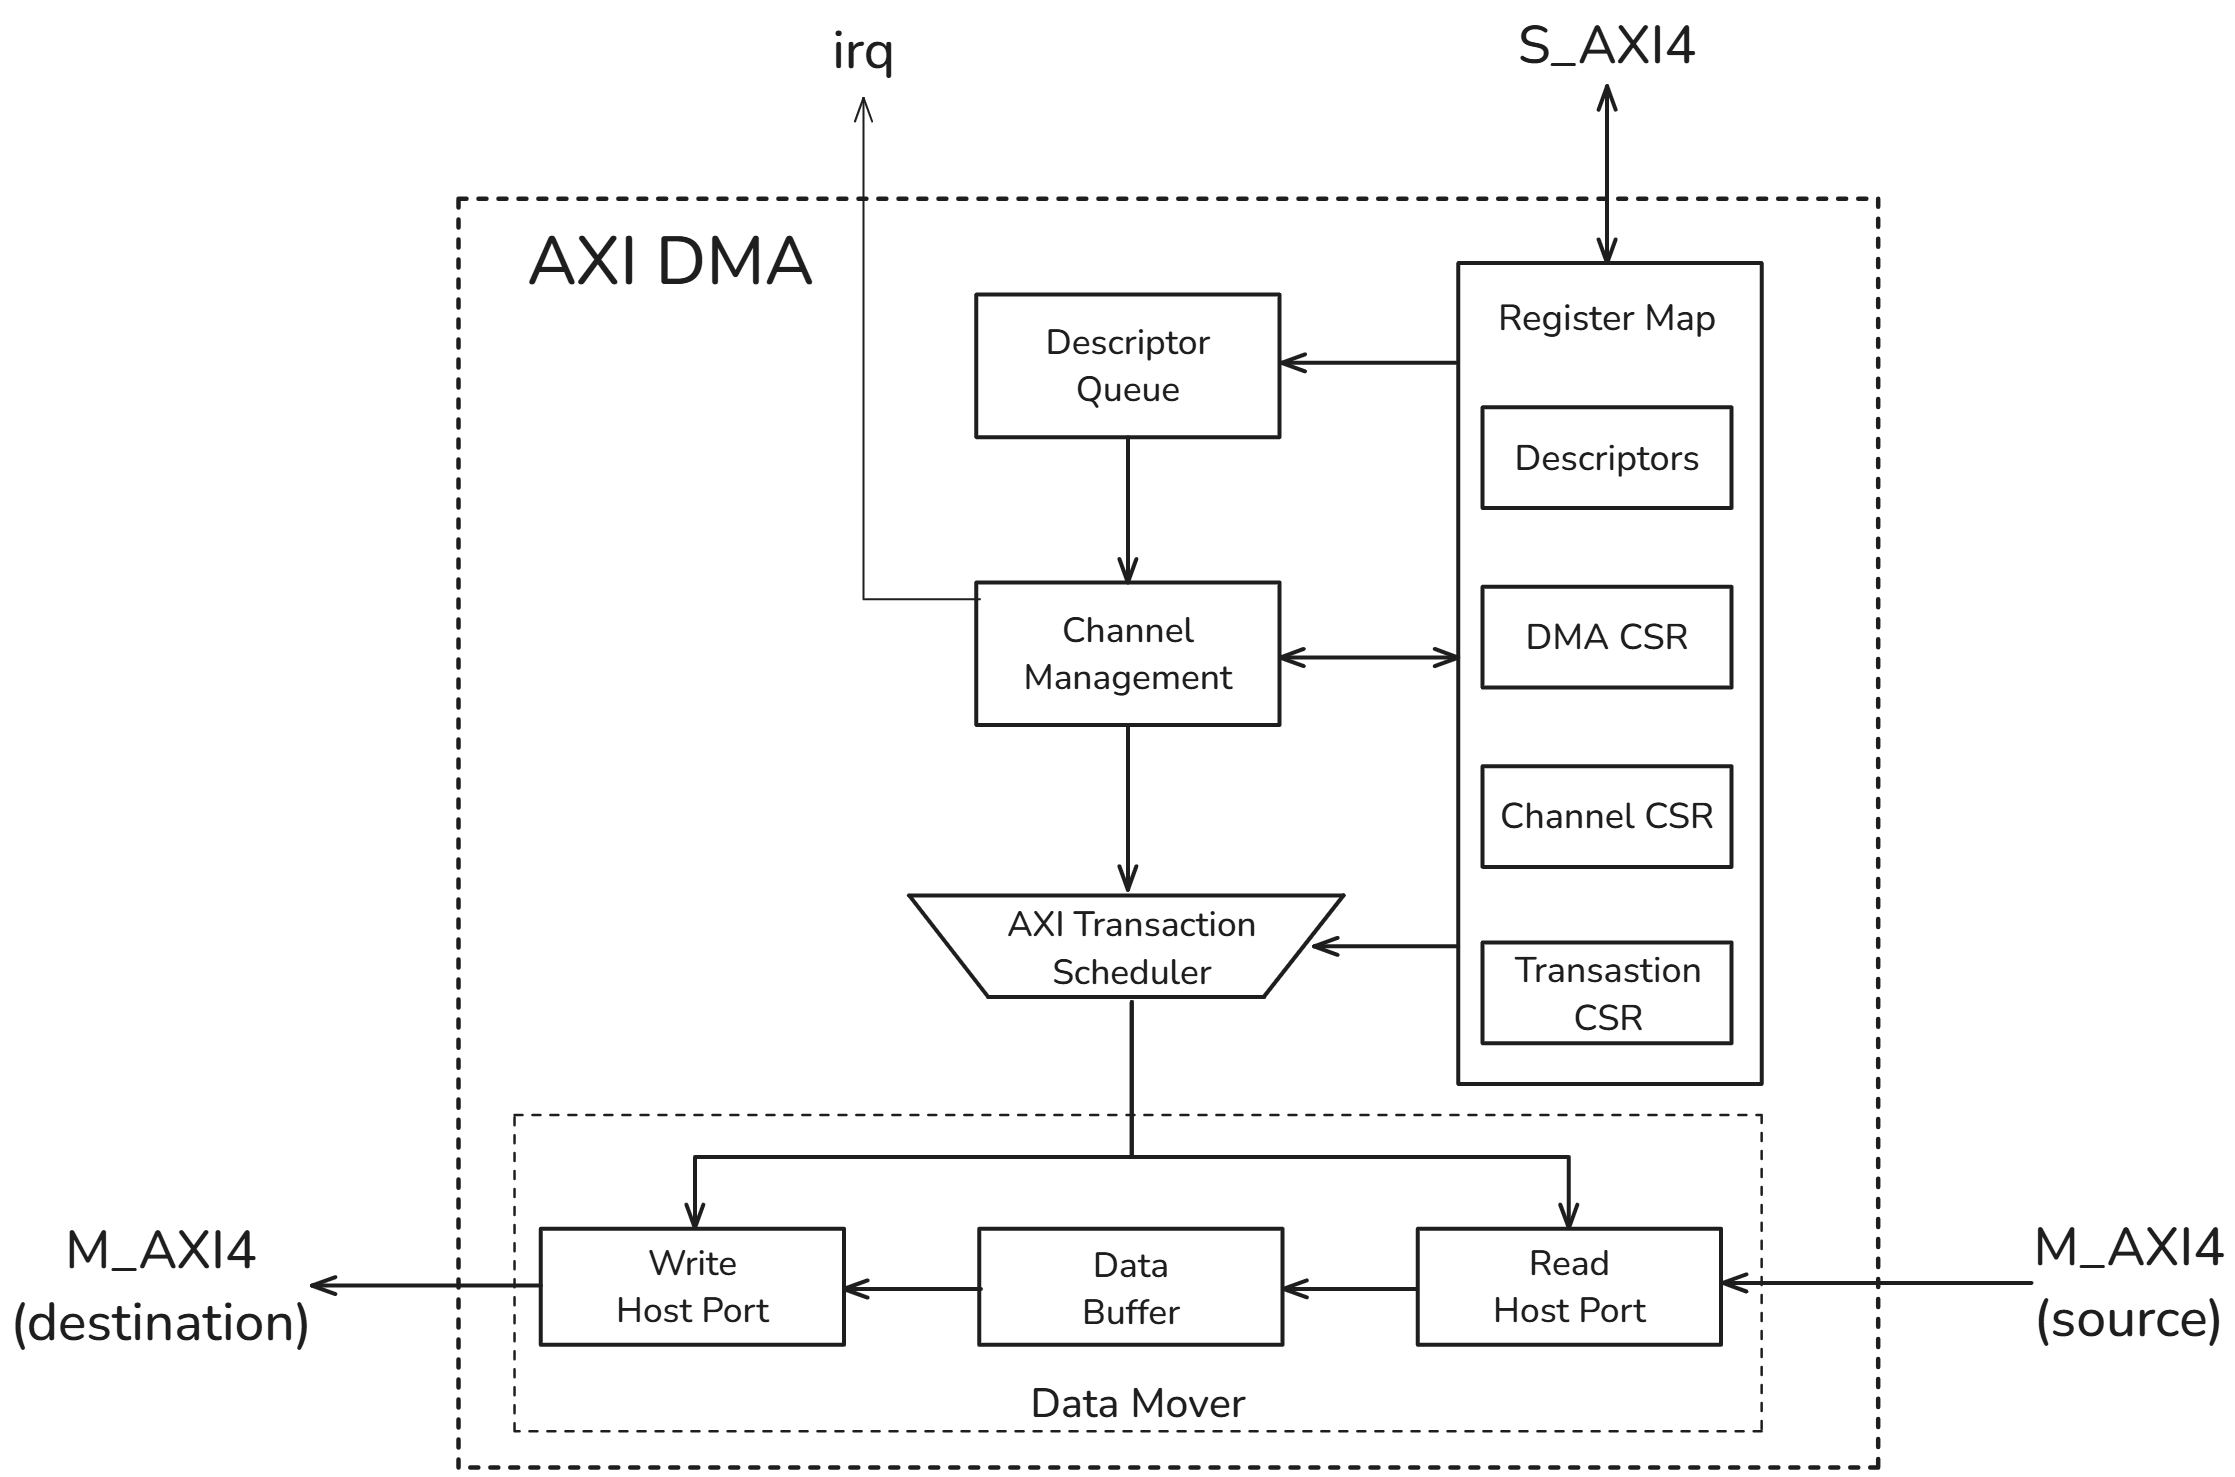 irq
S_AXI4
AXI DMA
Descriptor
Queue
Register Map
Descriptors
Channel
Management
DMA CSR
Channel CSR
AXI Transaction
Scheduler
Transastion
CSR
M_AXI4
(destination)
Write
Host Port
Data
Buffer
Read
Host Port
M_AXI4
(source)
Data Mover